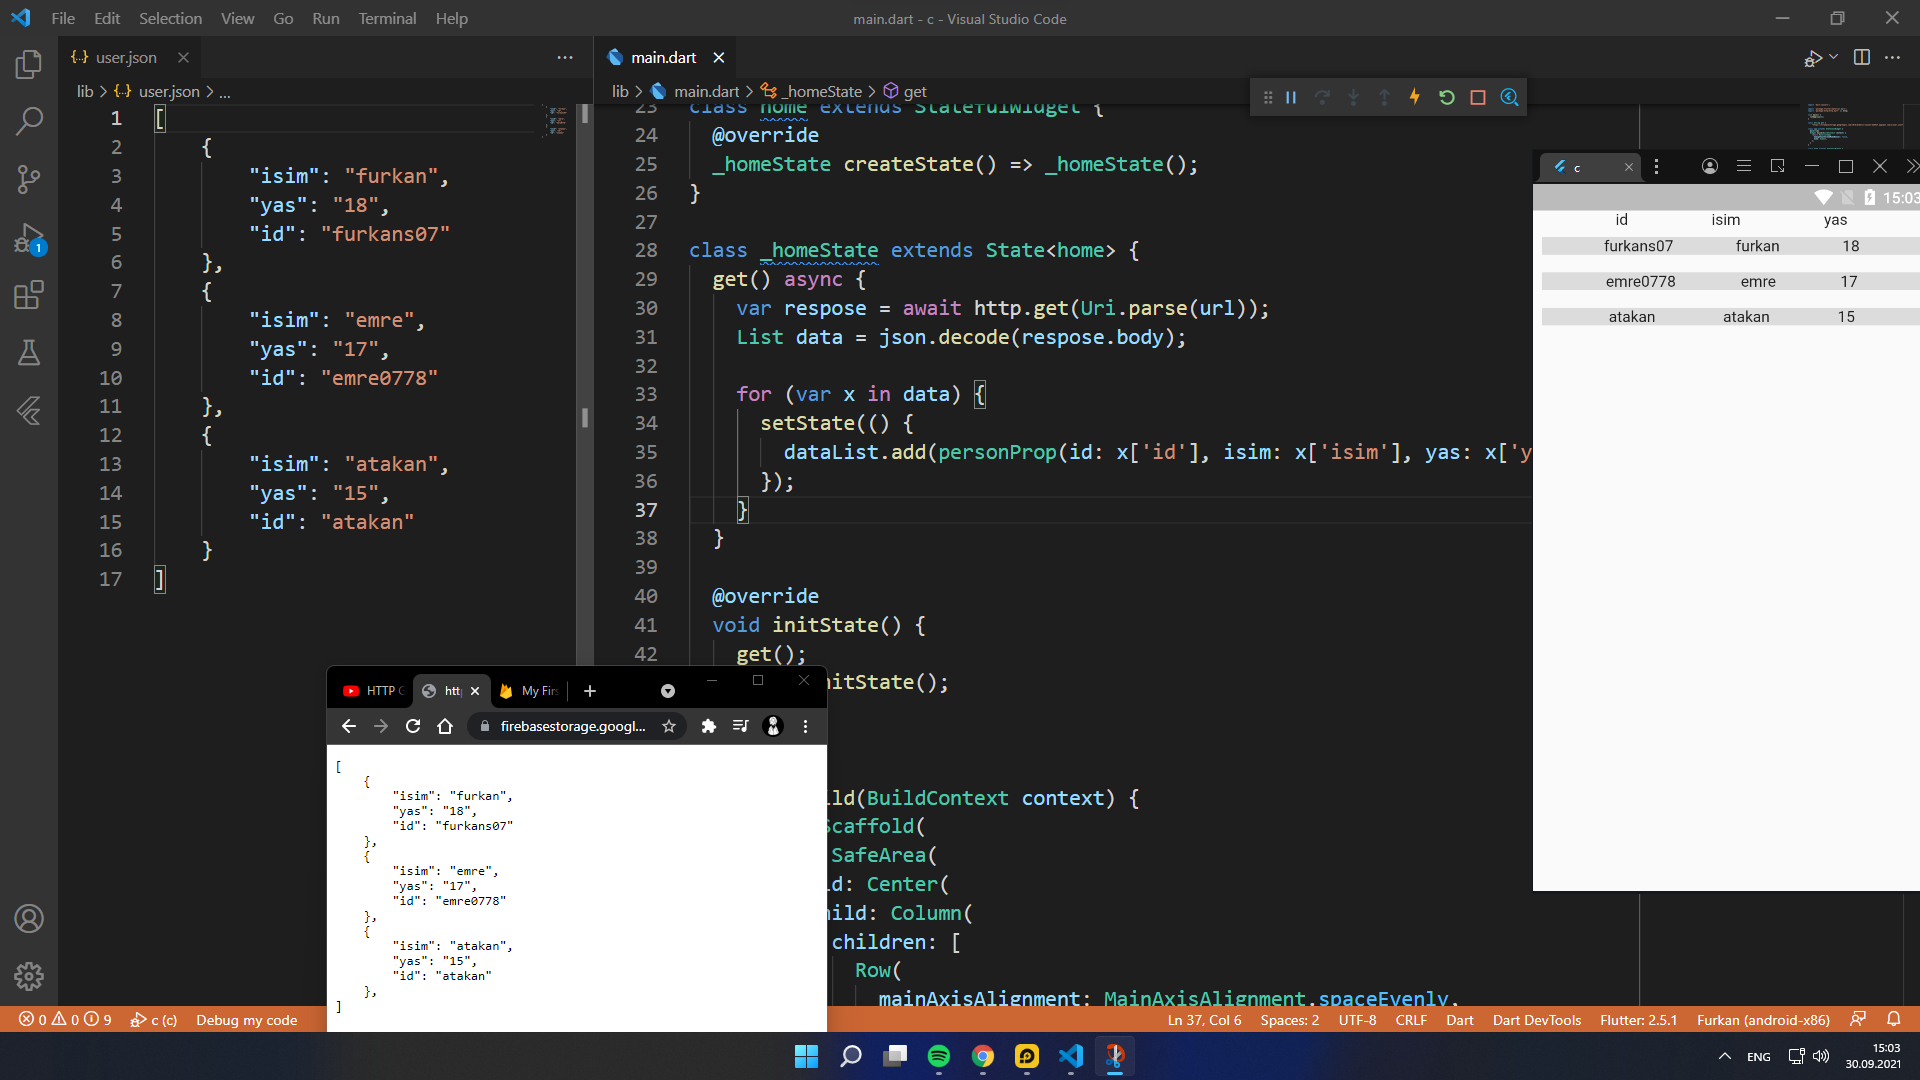 File Edit Selection View Go Run Terminal Help
main.dart - c - Visual Studio Code
user.json
lib > user.json > ...
1 [
2 {
3 "isim": "furkan",
4 "yas": "18",
5 "id": "furkans07"
6 },
7 {
8 "isim": "emre",
9 "yas": "17",
10 "id": "emre0778"
11 },
12 {
13 "isim": "atakan",
14 "yas": "15",
15 "id": "atakan"
16 }
17 ]
main.dart
lib > main.dart > _homeState > get
23 class home extends StatefulWidget {
24 @override
25 _homeState createState() => _homeState();
26 }
27
28 class _homeState extends State<home> {
29 get() async {
30 var respose = await http.get(Uri.parse(url));
31 List data = json.decode(respose.body);
32
33 for (var x in data) {
34 setState(() {
35 dataList.add(personProp(id: x['id'], isim: x['isim'], yas: x['y
36 });
37 }
38 }
39
40 @override
41 void initState() {
42 get();
nitState();
ild(BuildContext context) {
Scaffold(
SafeArea(
ld: Center(
hild: Column(
children: [
Row(
mainAxisAlignment: MainAxisAlignment.spaceEvenly,
c
15:03
id isim yas
furkans07 furkan 18
emre0778 emre 17
atakan atakan 15
HTTP G
htt
My Firs
firebasestorage.googl...
[
{
"isim": "furkan",
"yas": "18",
"id": "furkans07"
},
{
"isim": "emre",
"yas": "17",
"id": "emre0778"
},
{
"isim": "atakan",
"yas": "15",
"id": "atakan"
},
]
1
0 0 9 c (c) Debug my code
Ln 37, Col 6 Spaces: 2 UTF-8 CRLF Dart Dart DevTools Flutter: 2.5.1 Furkan (android-x86)
ENG
15:03
30.09.2021